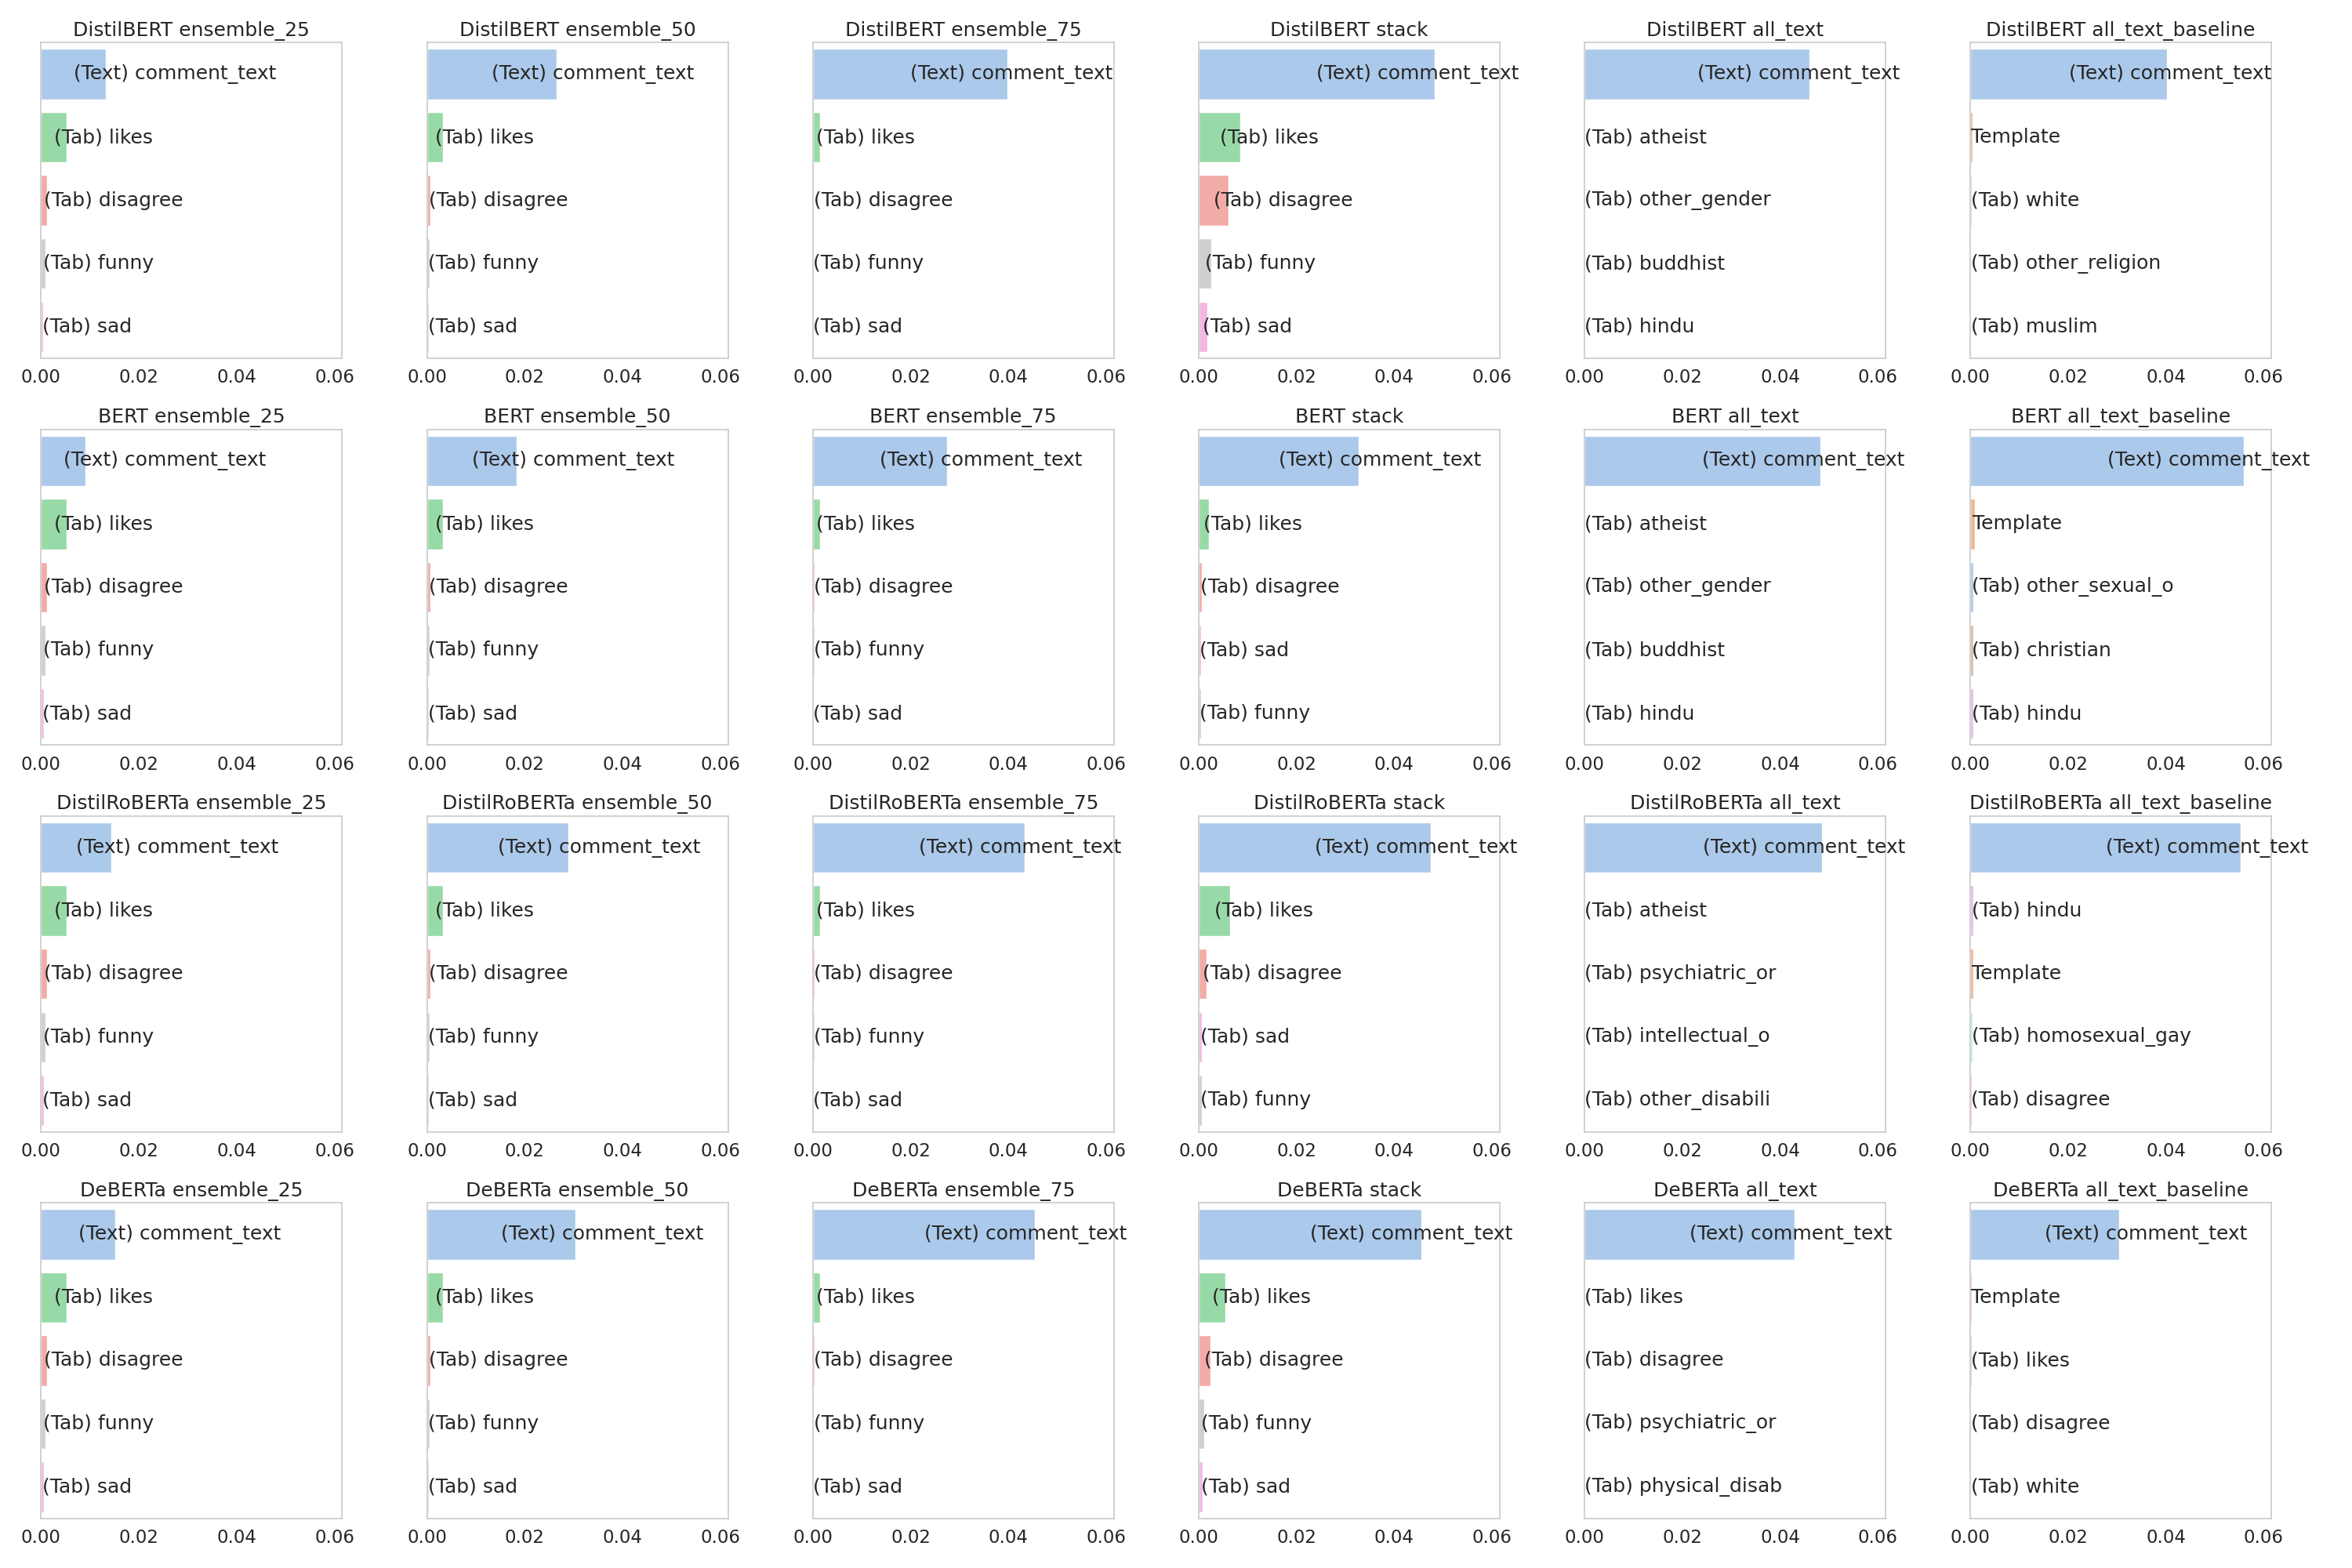 DistilBERT ensemble_25
(Text) comment_text
(Tab) likes
(Tab) disagree
(Tab) funny
(Tab) sad
0.00 0.02 0.04 0.06
DistilBERT ensemble_50
(Text) comment_text
(Tab) likes
(Tab) disagree
(Tab) funny
(Tab) sad
0.00 0.02 0.04 0.06
DistilBERT ensemble_75
(Text) comment_text
(Tab) likes
(Tab) disagree
(Tab) funny
(Tab) sad
0.00 0.02 0.04 0.06
DistilBERT stack
(Text) comment_text
(Tab) likes
(Tab) disagree
(Tab) funny
(Tab) sad
0.00 0.02 0.04 0.06
DistilBERT all_text
(Text) comment_text
(Tab) atheist
(Tab) other_gender
(Tab) buddhist
(Tab) hindu
0.00 0.02 0.04 0.06
DistilBERT all_text_baseline
(Text) comment_text
Template
(Tab) white
(Tab) other_religion
(Tab) muslim
0.00 0.02 0.04 0.06
BERT ensemble_25
(Text) comment_text
(Tab) likes
(Tab) disagree
(Tab) funny
(Tab) sad
0.00 0.02 0.04 0.06
BERT ensemble_50
(Text) comment_text
(Tab) likes
(Tab) disagree
(Tab) funny
(Tab) sad
0.00 0.02 0.04 0.06
BERT ensemble_75
(Text) comment_text
(Tab) likes
(Tab) disagree
(Tab) funny
(Tab) sad
0.00 0.02 0.04 0.06
BERT stack
(Text) comment_text
(Tab) likes
(Tab) disagree
(Tab) sad
(Tab) funny
0.00 0.02 0.04 0.06
BERT all_text
(Text) comment_text
(Tab) atheist
(Tab) other_gender
(Tab) buddhist
(Tab) hindu
0.00 0.02 0.04 0.06
BERT all_text_baseline
(Text) comment_text
Template
(Tab) other_sexual_o
(Tab) christian
(Tab) hindu
0.00 0.02 0.04 0.06
DistilRoBERTa ensemble_25
(Text) comment_text
(Tab) likes
(Tab) disagree
(Tab) funny
(Tab) sad
0.00 0.02 0.04 0.06
DistilRoBERTa ensemble_50
(Text) comment_text
(Tab) likes
(Tab) disagree
(Tab) funny
(Tab) sad
0.00 0.02 0.04 0.06
DistilRoBERTa ensemble_75
(Text) comment_text
(Tab) likes
(Tab) disagree
(Tab) funny
(Tab) sad
0.00 0.02 0.04 0.06
DistilRoBERTa stack
(Text) comment_text
(Tab) likes
(Tab) disagree
(Tab) sad
(Tab) funny
0.00 0.02 0.04 0.06
DistilRoBERTa all_text
(Text) comment_text
(Tab) atheist
(Tab) psychiatric_or
(Tab) intellectual_o
(Tab) other_disabili
0.00 0.02 0.04 0.06
DistilRoBERTa all_text_baseline
(Text) comment_text
(Tab) hindu
Template
(Tab) homosexual_gay
(Tab) disagree
0.00 0.02 0.04 0.06
DeBERTa ensemble_25
(Text) comment_text
(Tab) likes
(Tab) disagree
(Tab) funny
(Tab) sad
0.00 0.02 0.04 0.06
DeBERTa ensemble_50
(Text) comment_text
(Tab) likes
(Tab) disagree
(Tab) funny
(Tab) sad
0.00 0.02 0.04 0.06
DeBERTa ensemble_75
(Text) comment_text
(Tab) likes
(Tab) disagree
(Tab) funny
(Tab) sad
0.00 0.02 0.04 0.06
DeBERTa stack
(Text) comment_text
(Tab) likes
(Tab) disagree
(Tab) funny
(Tab) sad
0.00 0.02 0.04 0.06
DeBERTa all_text
(Text) comment_text
(Tab) likes
(Tab) disagree
(Tab) psychiatric_or
(Tab) physical_disab
0.00 0.02 0.04 0.06
DeBERTa all_text_baseline
(Text) comment_text
Template
(Tab) likes
(Tab) disagree
(Tab) white
0.00 0.02 0.04 0.06